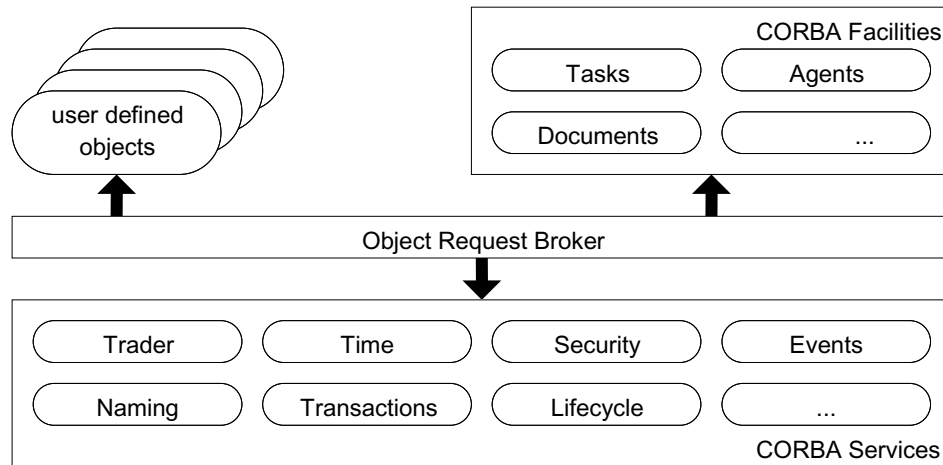 CORBA Facilities
user defined
objects
Tasks
Agents
Documents
...
Object Request Broker
Trader
Time
Security
Events
Naming
Transactions
Lifecycle
...
CORBA Services